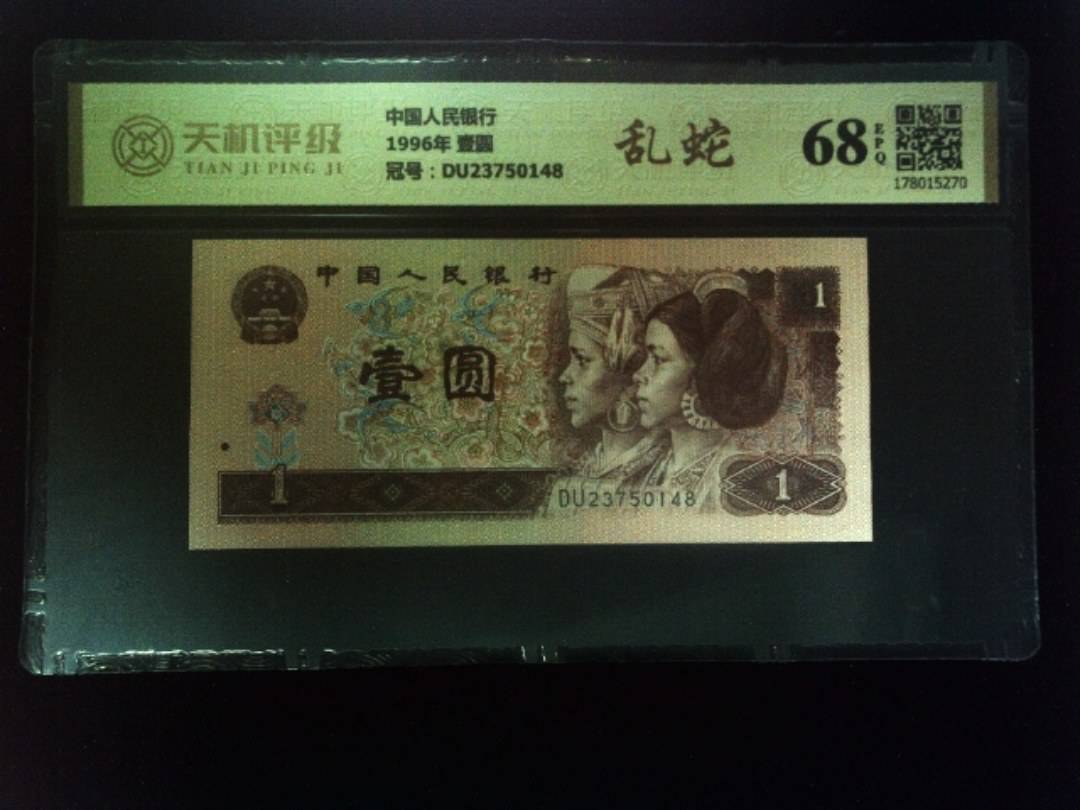 天机评级
TIAN JI PING JI
中国人民银行
1996年 壹圆
冠号：DU23750148
乱蛇
68
EPQ
178015270
中国人民银行
1
壹圆
1
DU23750148
1